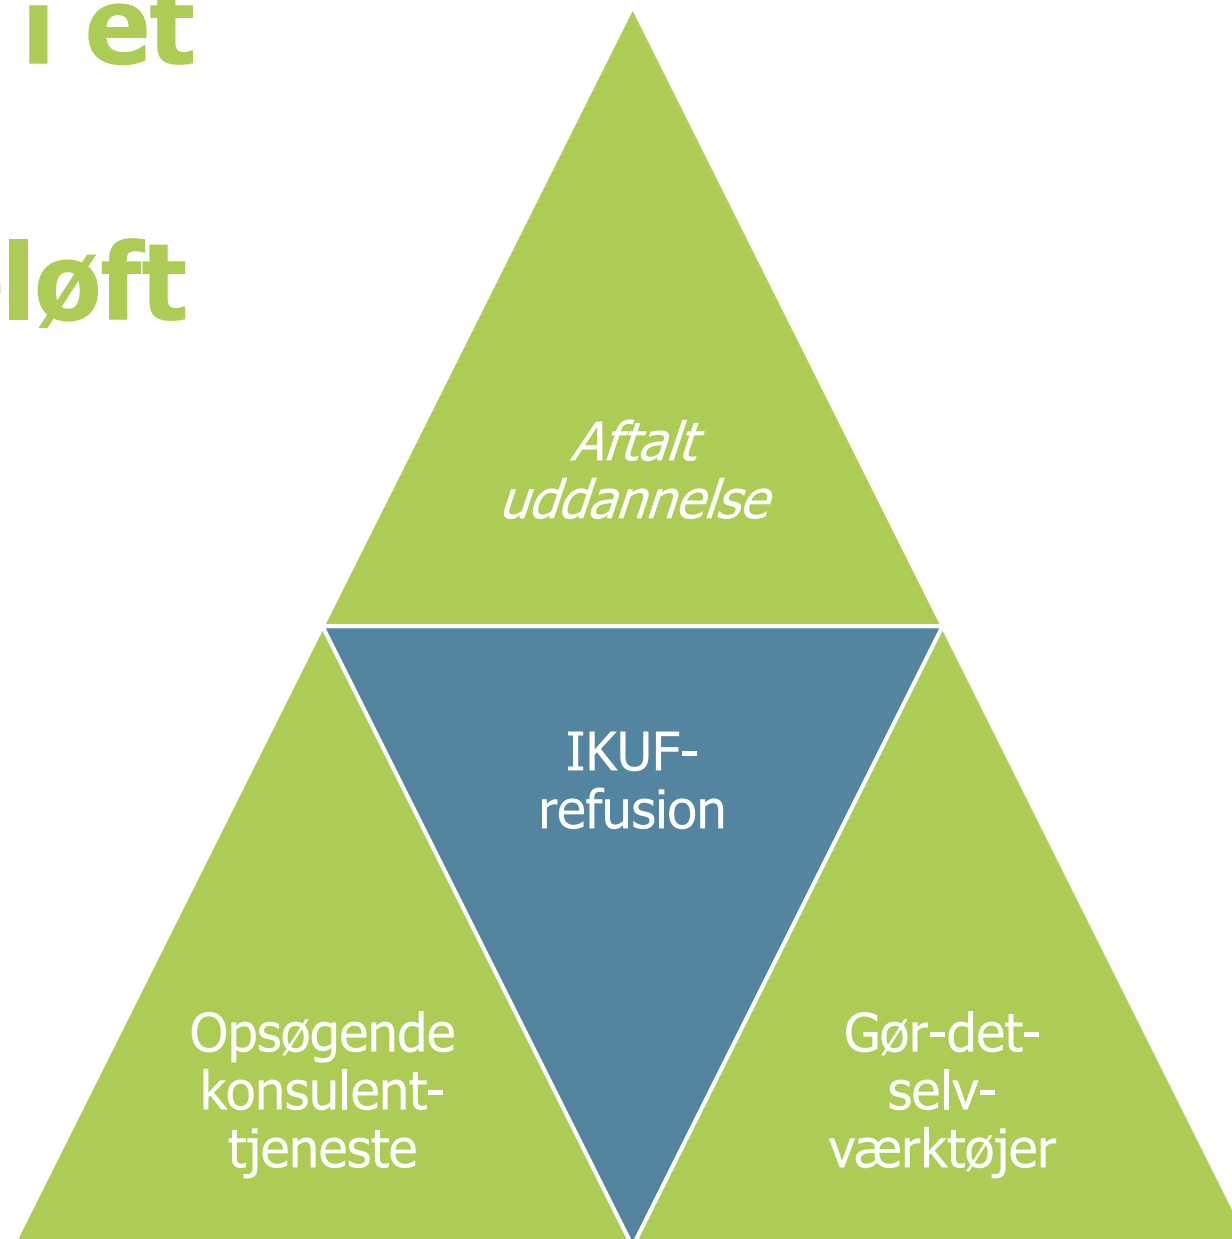 i et
løft
Aftalt
uddannelse
IKUF-
refusion
Opsøgende
konsulent-
tjeneste
Gør-det-
selv-
værktøjer